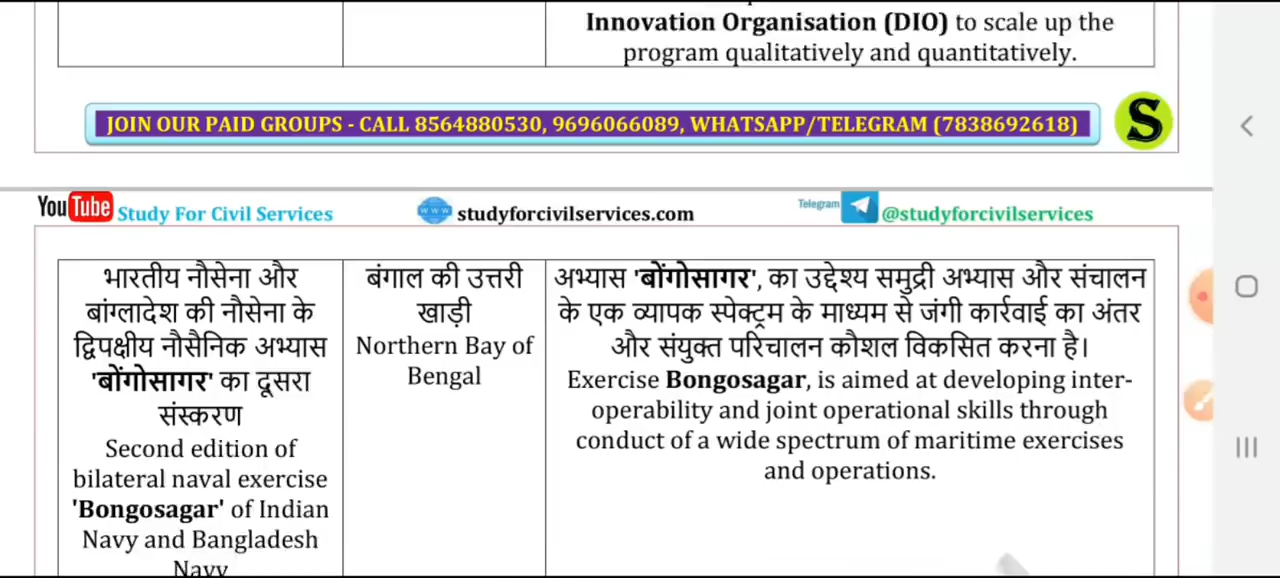 Innovation Organisation (DIO) to scale up the
program qualitatively and quantitatively.
JOIN OUR PAID GROUPS - CALL 8564880530, 9696066089, WHATSAPP/TELEGRAM (7838692618)
S
YouTube Study For Civil Services
www studyforcivilservices.com
Telegram @studyforcivilservices
भारतीय नौसेना और
बांग्लादेश की नौसेना के
द्विपक्षीय नौसैनिक अभ्यास
'बोंगोसागर' का दूसरा
संस्करण
Second edition of
bilateral naval exercise
'Bongosagar' of Indian
Navy and Bangladesh
Navy
बंगाल की उत्तरी
खाड़ी
Northern Bay of
Bengal
अभ्यास 'बोंगोसागर', का उद्देश्य समुद्री अभ्यास और संचालन
के एक व्यापक स्पेक्ट्रम के माध्यम से जंगी कार्रवाई का अंतर
और संयुक्त परिचालन कौशल विकसित करना है।
Exercise Bongosagar, is aimed at developing inter-
operability and joint operational skills through
conduct of a wide spectrum of maritime exercises
and operations.